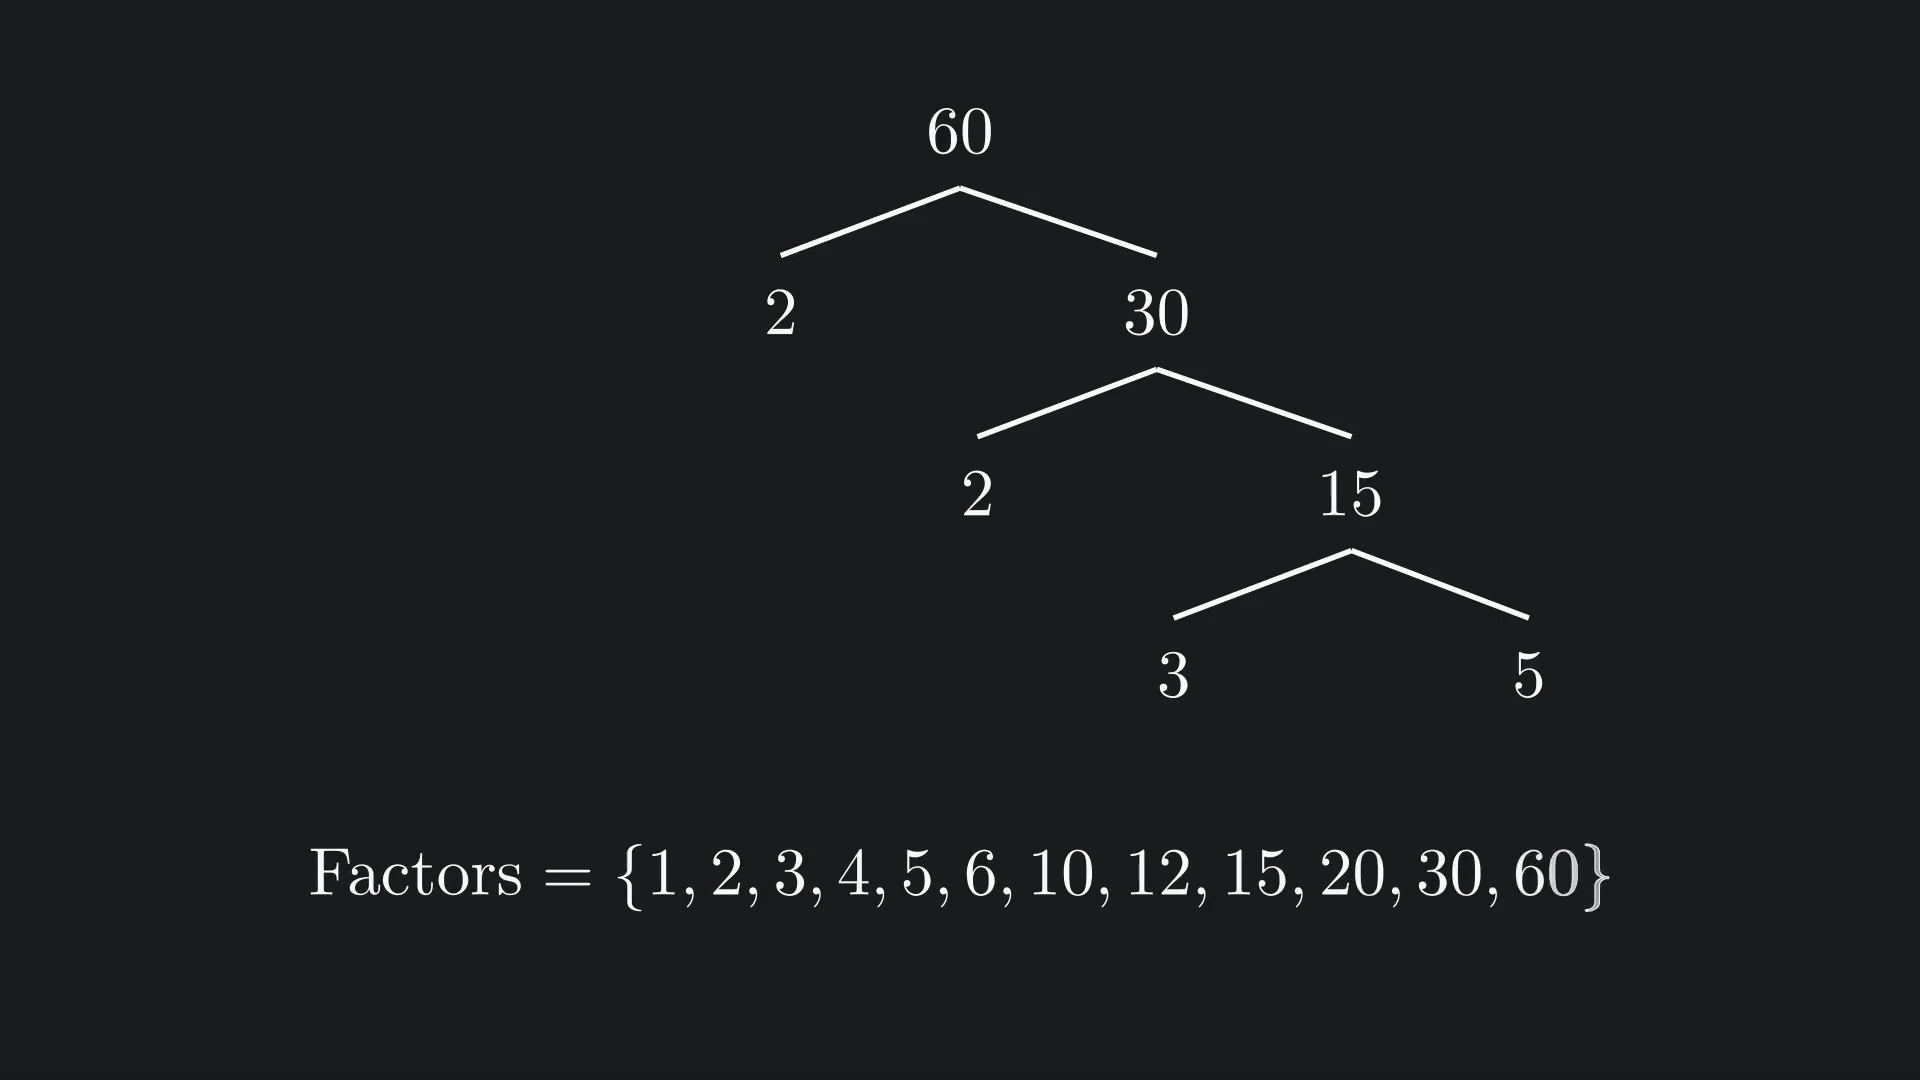 60
2 30
2 15
3 5
Factors = {1, 2, 3, 4, 5, 6, 10, 12, 15, 20, 30, 60}